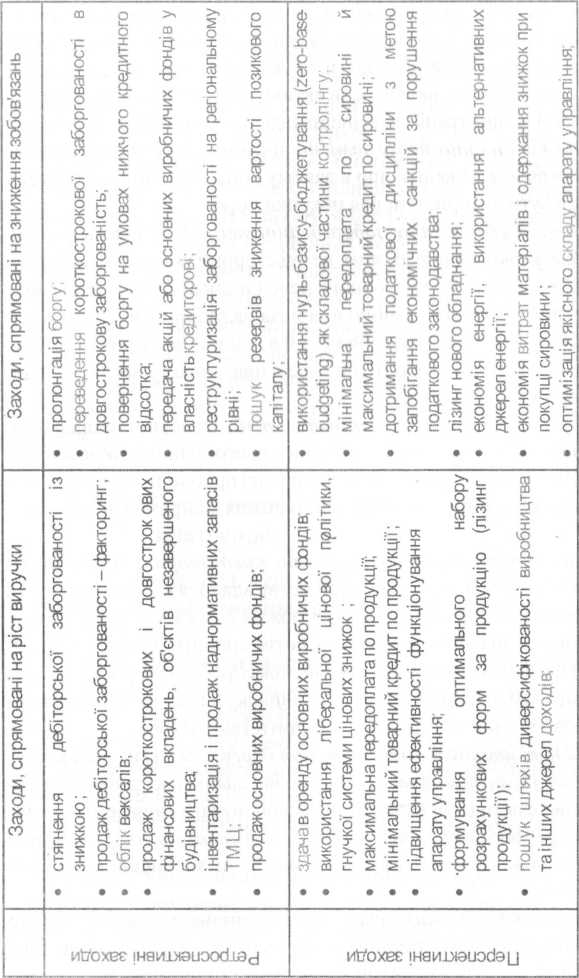 Заходи, спрямовані на ріст виручки
Заходи, спрямовані на зниження зобов'язань
Ретроспективні заходи
• стягнення дебіторської заборгованості із
знижкою;
• продаж дебіторської заборгованості – факторинг;
• облік векселів;
• продаж короткострокових і довгострок ових
фінансових вкладень, об'єктів незавершеного
будівництва;
• інвентаризація і продаж наднормативних запасів
ТМЦ;
• продаж основних виробничих фондів;
• пролонгація боргу;
• переведення короткострокової заборгованості в
довгострокову заборгованість;
• повернення боргу на умовах нижчого кредитного
відсотка;
• передача акцій або основних виробничих фондів у
власність кредиторові;
• реструктуризація заборгованості на регіональному
рівні;
• пошук резервів зниження вартості позикового
капіталу;
Перспективні заходи
• здача в оренду основних виробничих фондів;
• використання ліберальної цінової політики,
гнучкої системи цінових знижок ;
• максимальна передоплата по продукції;
• мінімальний товарний кредит по продукції ;
• підвищення ефективності функціонування
апарату управління;
• формування оптимального набору
розрахункових форм за продукцію (лізинг
продукції);
• пошук шляхів диверсифікованості виробництва
та інших джерел доходів;
• використання нуль-базису-бюджетування (zero-base-
budgeting) як складової частини контролінгу;
• мінімальна передоплата по сировині й
максимальний товарний кредит по сировині;
• дотримання податкової дисципліни з метою
запобігання економічних санкцій за порушення
податкового законодавства;
• лізинг нового обладнання;
• економія енергії, використання альтернативних
джерел енергії;
• економія витрат матеріалів і одержання знижок при
покупці сировини;
• оптимізація якісного складу апарату управління;